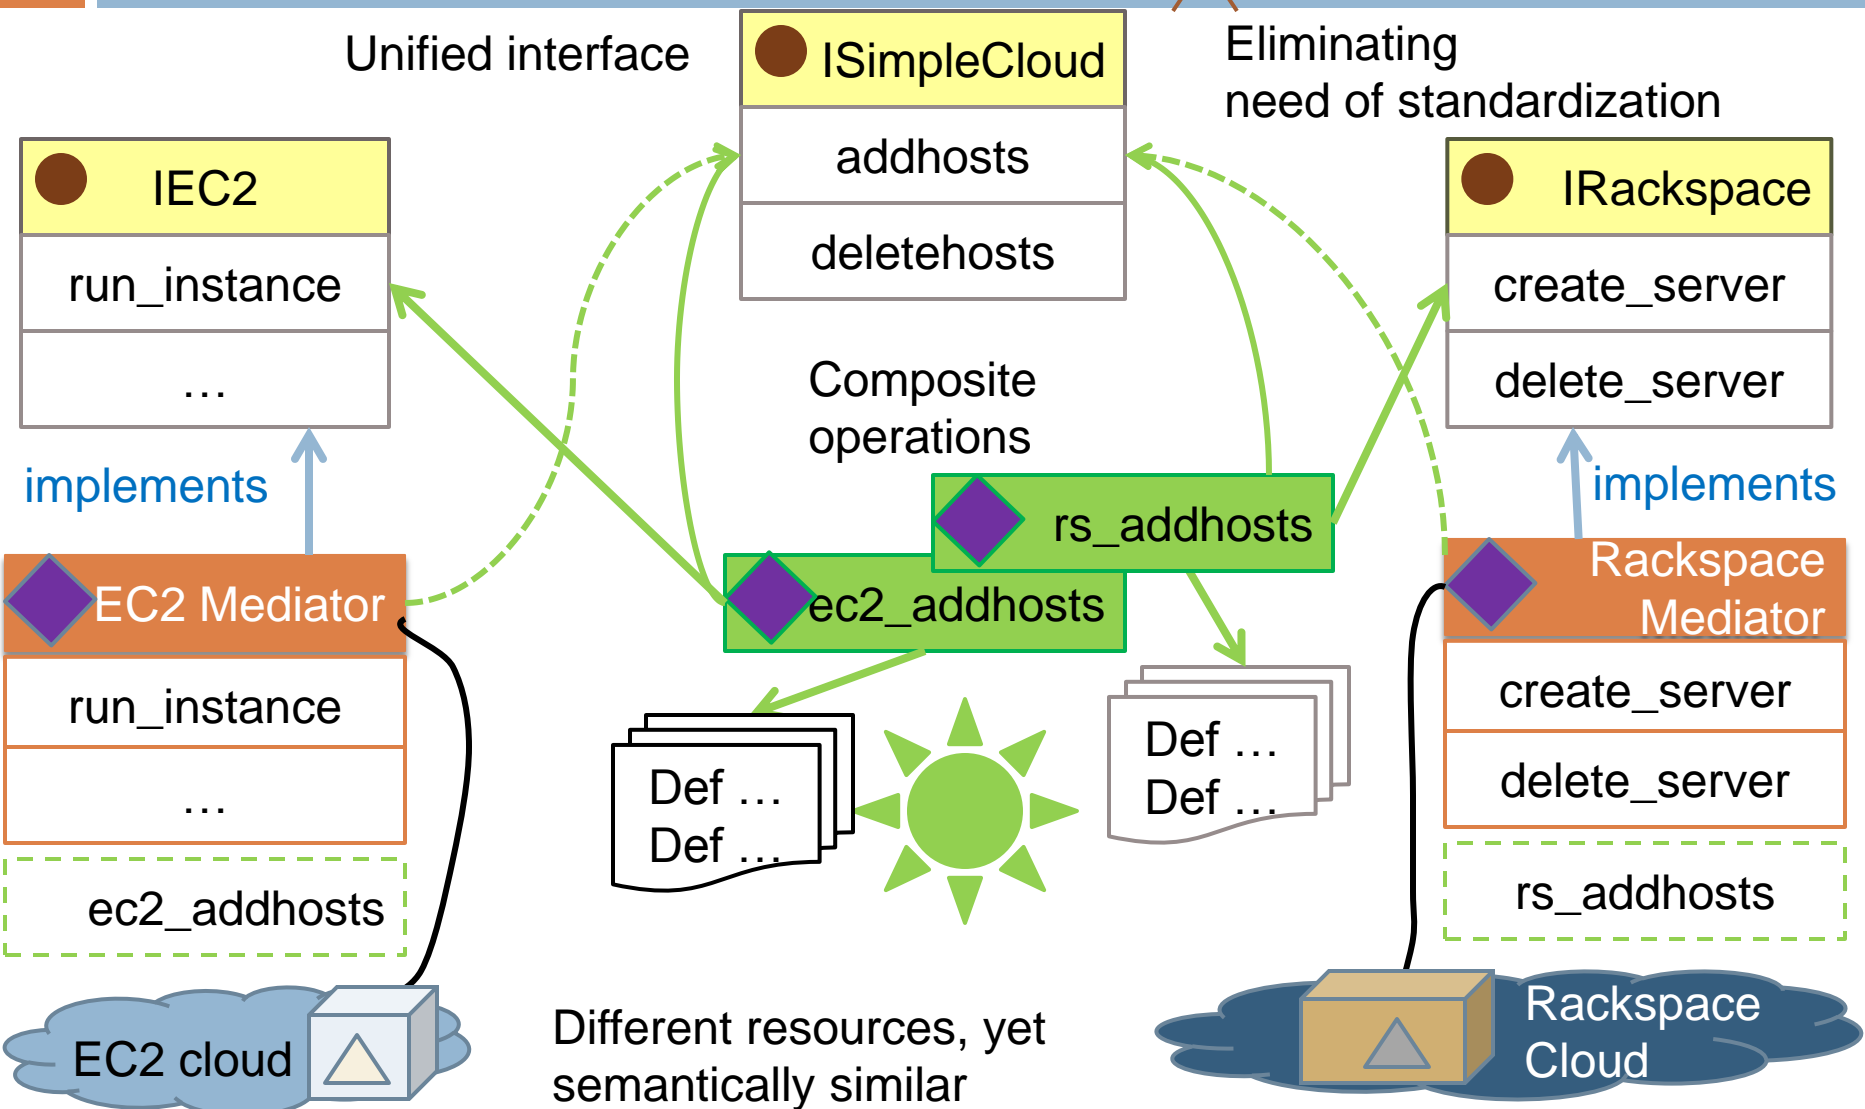 Unified interface
ISimpleCloud
addhosts
deletehosts
Eliminating
need of standardization
IEC2
run_instance
…
implements
IRackspace
create_server
delete_server
implements
Composite
operations
rs_addhosts
ec2_addhosts
EC2 Mediator
run_instance
…
ec2_addhosts
Def …
Def …
Def …
Def …
Rackspace
Mediator
create_server
delete_server
rs_addhosts
EC2 cloud
Different resources, yet
semantically similar
Rackspace
Cloud